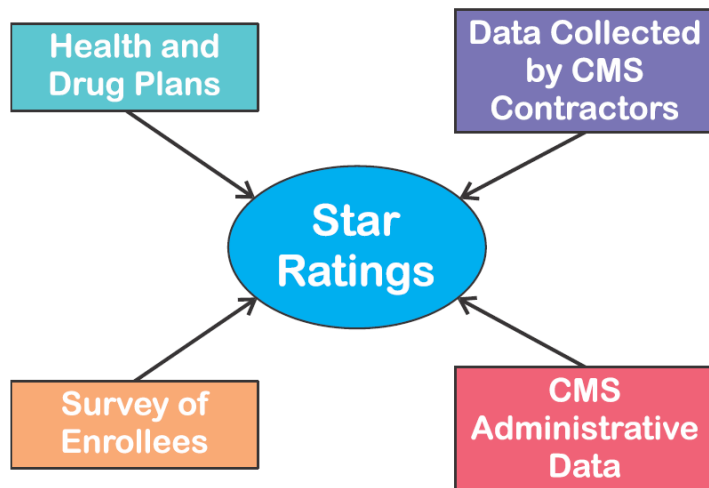 Health and
Drug Plans
Data Collected
by CMS
Contractors
Star
Ratings
Survey of
Enrollees
CMS
Administrative
Data